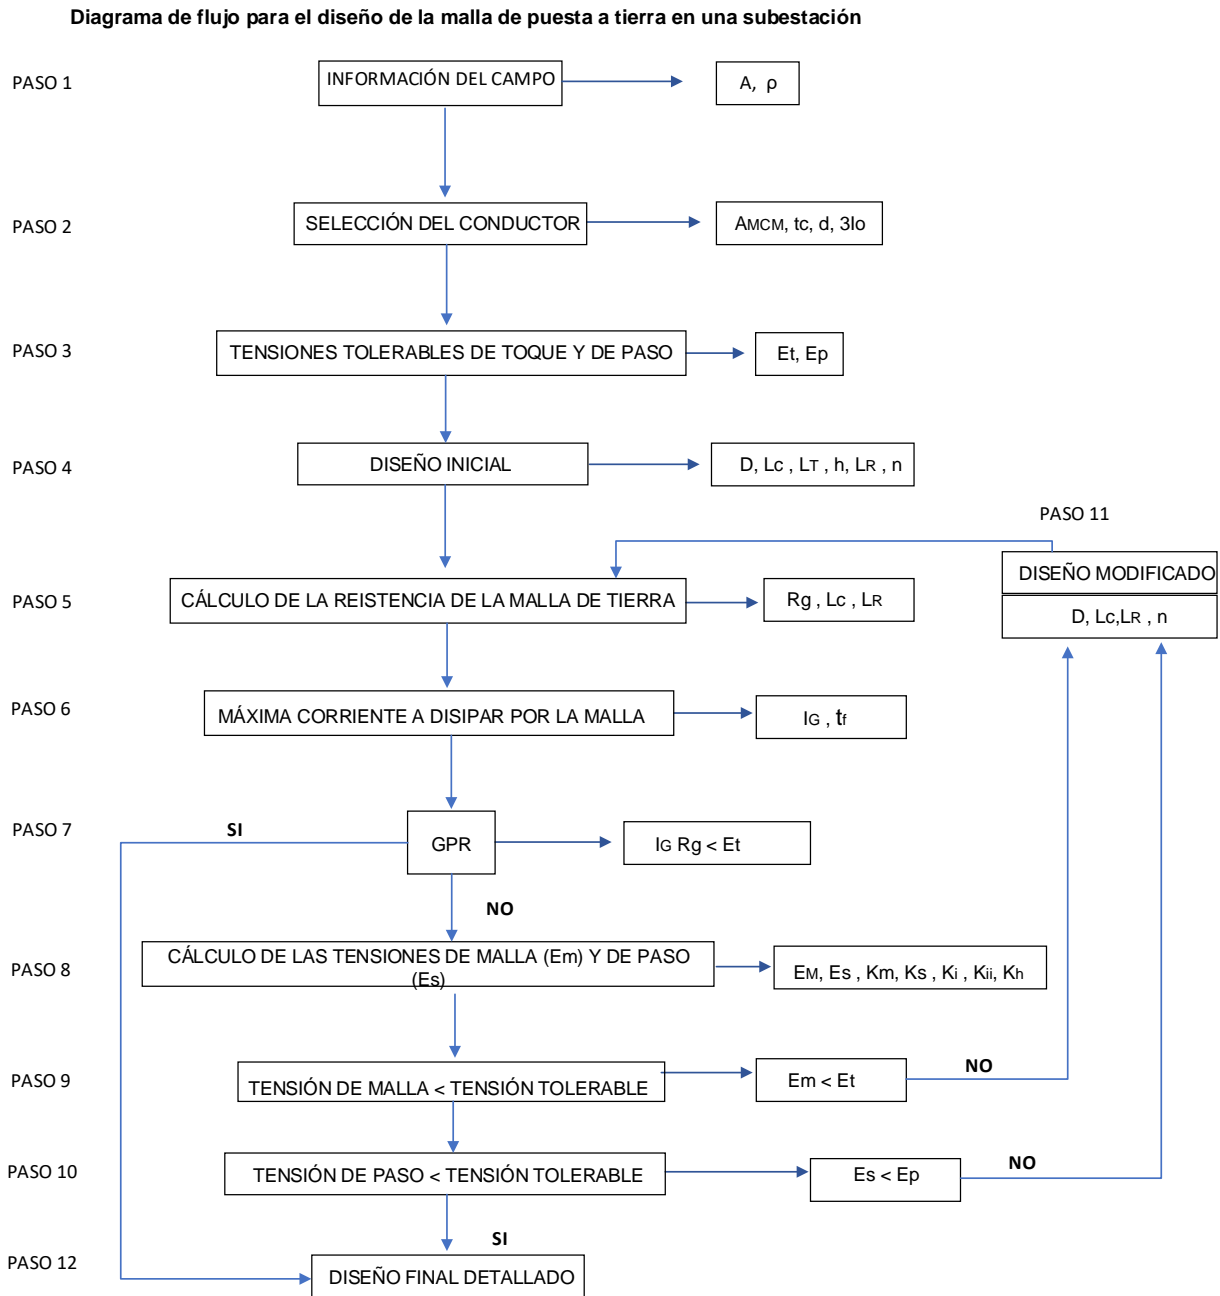 Diagrama de flujo para el diseño de la malla de puesta a tierra en una subestación
PASO 1
INFORMACIÓN DEL CAMPO
A, ρ
PASO 2
SELECCIÓN DEL CONDUCTOR
AMCM, tc, d, 3Io
PASO 3
TENSIONES TOLERABLES DE TOQUE Y DE PASO
Et, Ep
PASO 4
DISEÑO INICIAL
D, Lc , LT , h, LR , n
PASO 11
DISEÑO MODIFICADO
D, Lc,LR , n
PASO 5
CÁLCULO DE LA REISTENCIA DE LA MALLA DE TIERRA
Rg , Lc , LR
PASO 6
MÁXIMA CORRIENTE A DISIPAR POR LA MALLA
IG , tf
PASO 7
SI
GPR
IG Rg < Et
NO
PASO 8
CÁLCULO DE LAS TENSIONES DE MALLA (Em) Y DE PASO
(Es)
EM, Es , Km, Ks , Ki , Kii, Kh
PASO 9
TENSIÓN DE MALLA < TENSIÓN TOLERABLE
Em < Et
NO
PASO 10
TENSIÓN DE PASO < TENSIÓN TOLERABLE
Es < Ep
NO
SI
PASO 12
DISEÑO FINAL DETALLADO